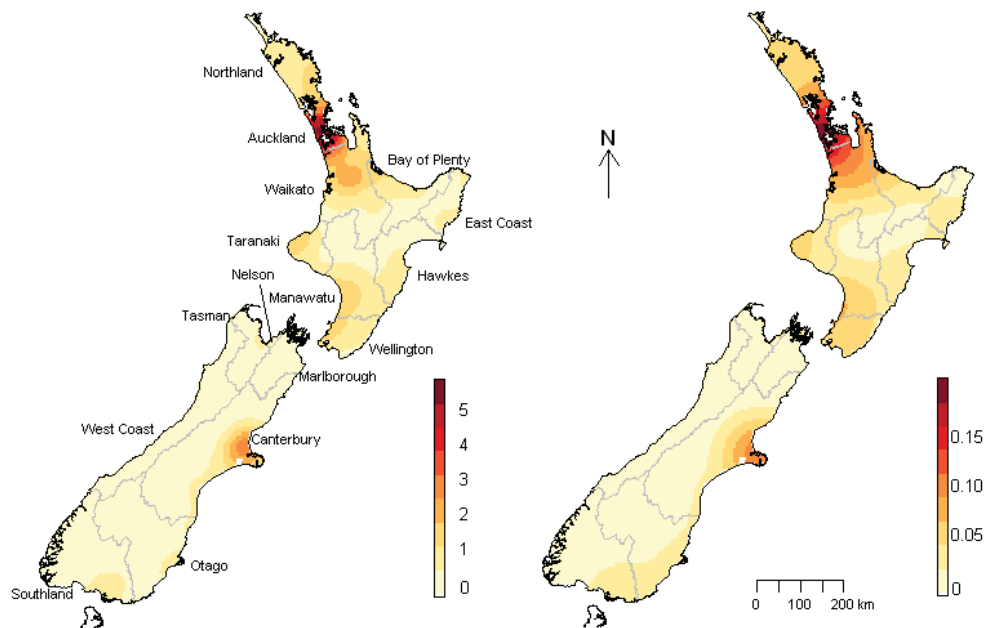 Northland
Auckland
Bay of Plenty
Waikato
East Coast
Taranaki
Nelson
Hawkes
Manawatu
Tasman
Wellington
Marlborough
West Coast
Canterbury
Otago
Southland
5
4
3
2
1
0
N
0.15
0.10
0.05
0
0 100 200 km